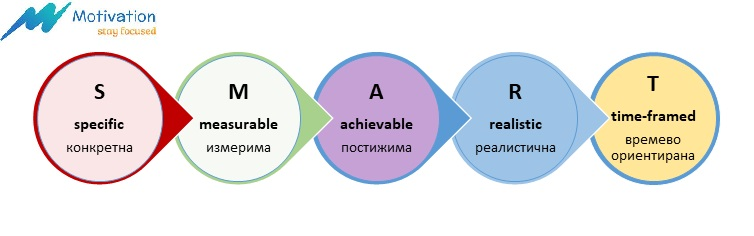 Motivation
stay focused
S
specific
конкретна
M
measurable
измерима
A
achievable
постижима
R
realistic
реалистична
T
time-framed
времево
ориентирана